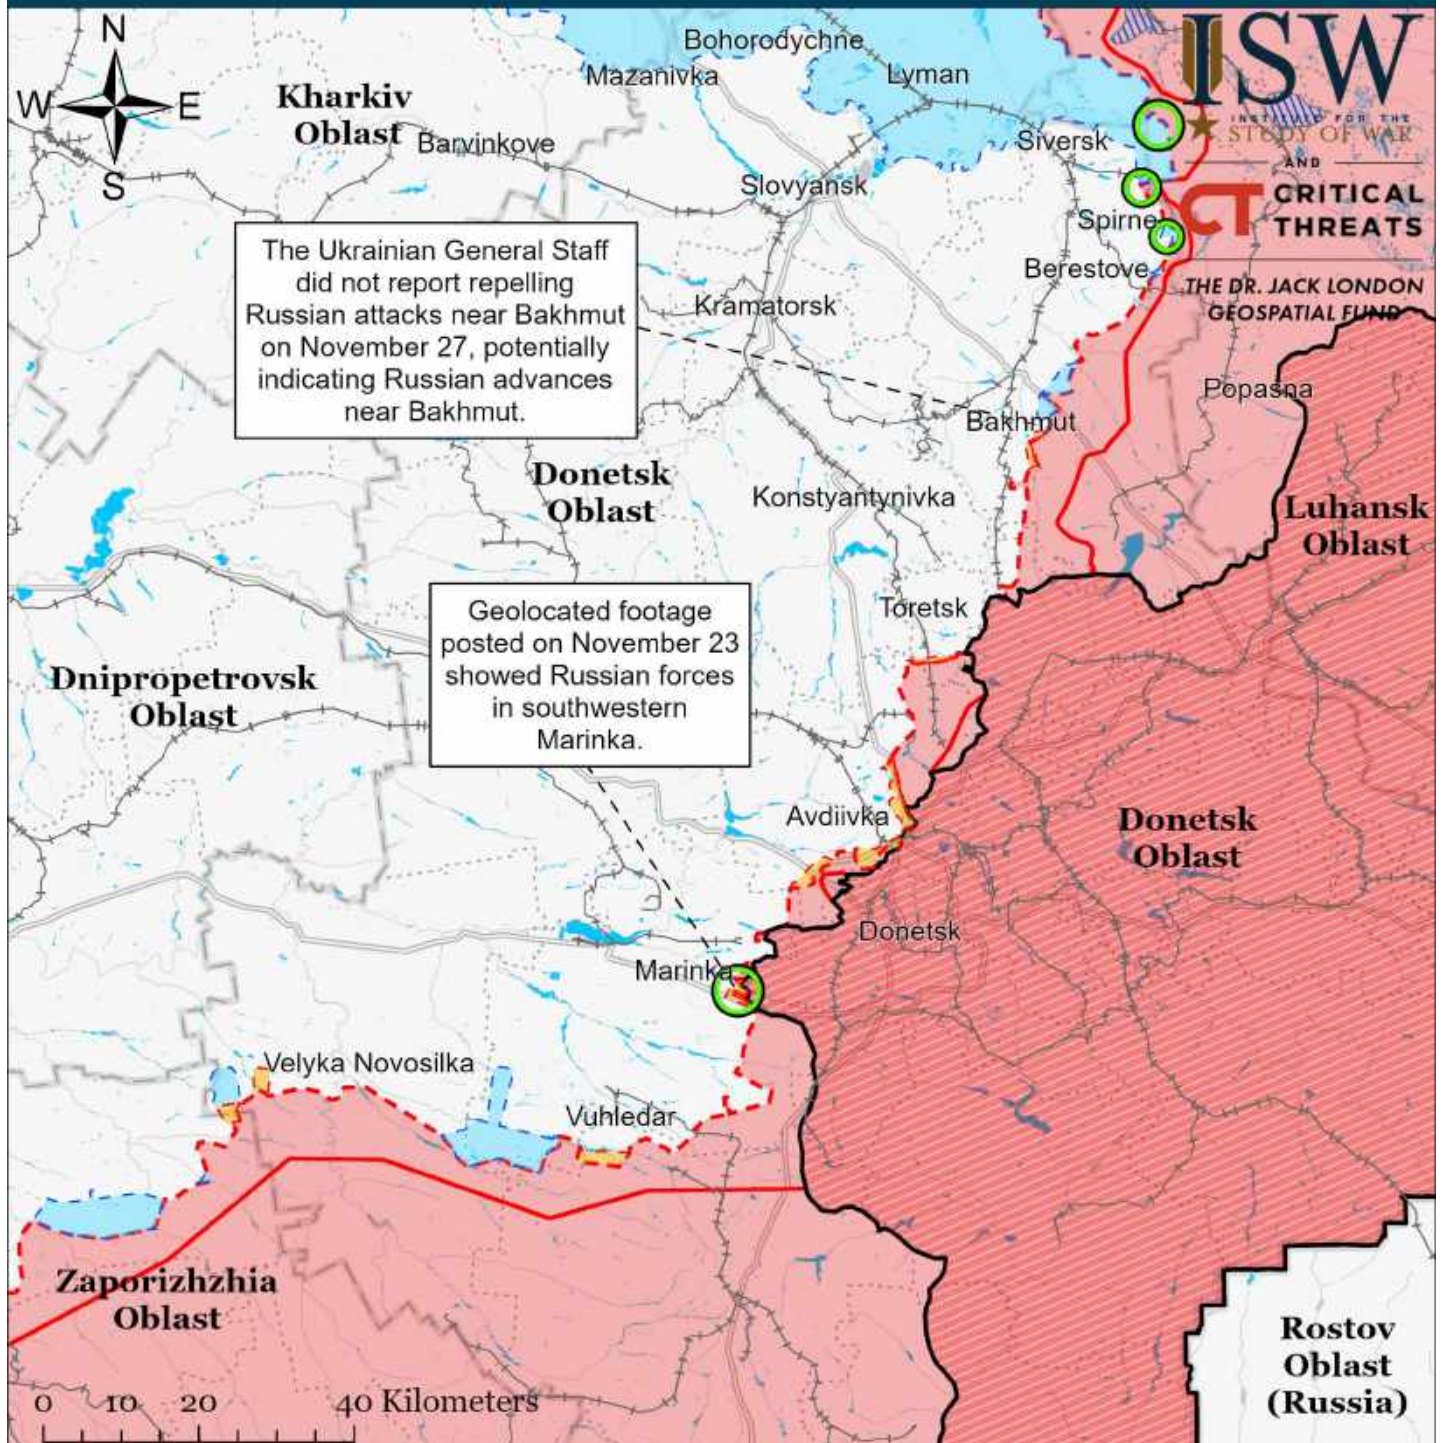 N
W
E
S
Kharkiv
Oblast
Barvinkove
Bohorodychne
Mazanivka
Lyman
Siversk
Slovyansk
Spirne
Berestove
ISW
INSTITUTE FOR THE
STUDY OF WAR
AND
CT CRITICAL
THREATS
THE DR. JACK LONDON
GEOSPATIAL FUND
The Ukrainian General Staff
did not report repelling
Russian attacks near Bakhmut
on November 27, potentially
indicating Russian advances
near Bakhmut.
Kramatorsk
Popasna
Bakhmut
Donetsk
Oblast
Konstyantynivka
Luhansk
Oblast
Toretsk
Geolocated footage
posted on November 23
showed Russian forces
in southwestern
Marinka.
Dnipropetrovsk
Oblast
Avdiivka
Donetsk
Oblast
Donetsk
Marinka
Velyka Novosilka
Vuhledar
Zaporizhzhia
Oblast
Rostov
Oblast
(Russia)
0 10 20 40 Kilometers